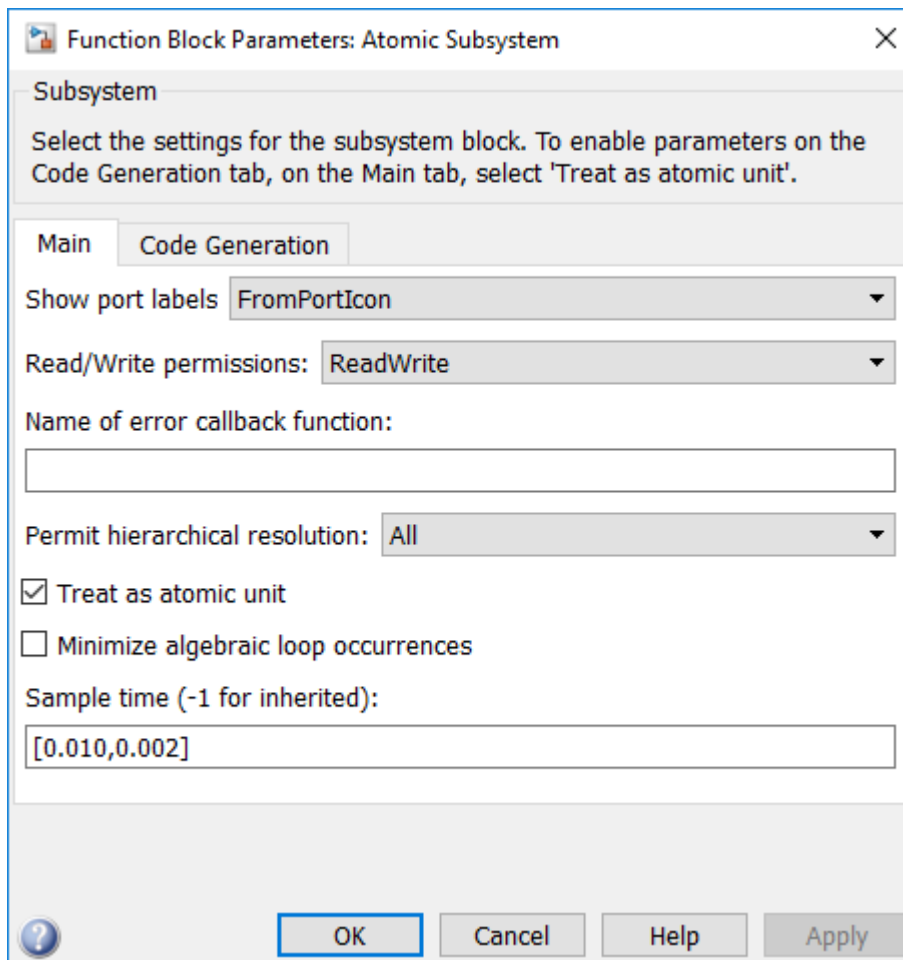 Function Block Parameters: Atomic Subsystem
Subsystem
Select the settings for the subsystem block. To enable parameters on the
Code Generation tab, on the Main tab, select 'Treat as atomic unit'.
Main Code Generation
Show port labels FromPortIcon
Read/Write permissions: ReadWrite
Name of error callback function:
Permit hierarchical resolution: All
Treat as atomic unit
Minimize algebraic loop occurrences
Sample time (-1 for inherited):
[0.010,0.002]
? OK Cancel Help Apply